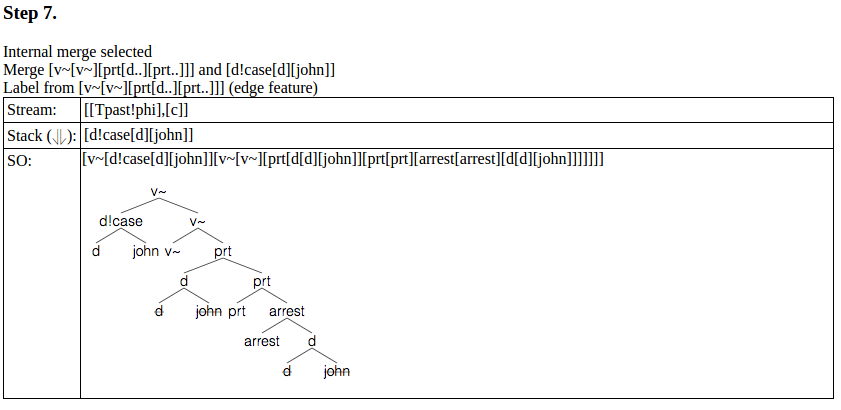 Step 7.
Internal merge selected
Merge [v~[v~][prt[d..][prt..]]] and [d!case[d][john]]
Label from [v~[v~][prt[d..][prt..]]] (edge feature)
Stream: [[Tpast!phi],[c]]
Stack (⇓): [d!case[d][john]]
SO: [v~[d!case[d][john]][v~[v~][prt[d[d][john]][prt[prt][arrest[arrest][d[d][john]]]]]]]
v~
d!case v~
d john v~ prt
d prt
d john prt arrest
arrest d
d john